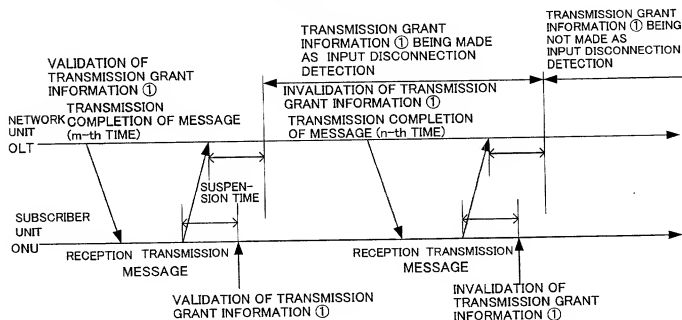 TRANSMISSION GRANT
INFORMATION ① BEING
NOT MADE AS
INPUT DISCONNECTION
DETECTION
TRANSMISSION GRANT
INFORMATION ① BEING MADE
AS INPUT DISCONNECTION
DETECTION
VALIDATION OF
TRANSMISSION GRANT
INFORMATION ①
INVALIDATION OF TRANSMISSION
GRANT INFORMATION ①
NETWORK
UNIT
OLT
TRANSMISSION
COMPLETION OF MESSAGE
(m-th TIME)
TRANSMISSION COMPLETION
OF MESSAGE (n-th TIME)
SUSPEN-
SION TIME
SUBSCRIBER
UNIT
ONU
RECEPTION TRANSMISSION
MESSAGE
RECEPTION TRANSMISSION
MESSAGE
VALIDATION OF TRANSMISSION
GRANT INFORMATION ①
INVALIDATION OF
TRANSMISSION GRANT
INFORMATION ①